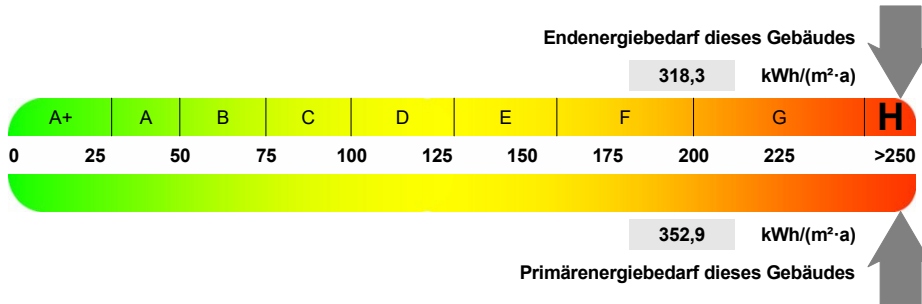 Endenergiebedarf dieses Gebäudes
318,3 kWh/(m²·a)
A+ A B C D E F G H
0 25 50 75 100 125 150 175 200 225 >250
352,9 kWh/(m²·a)
Primärenergiebedarf dieses Gebäudes